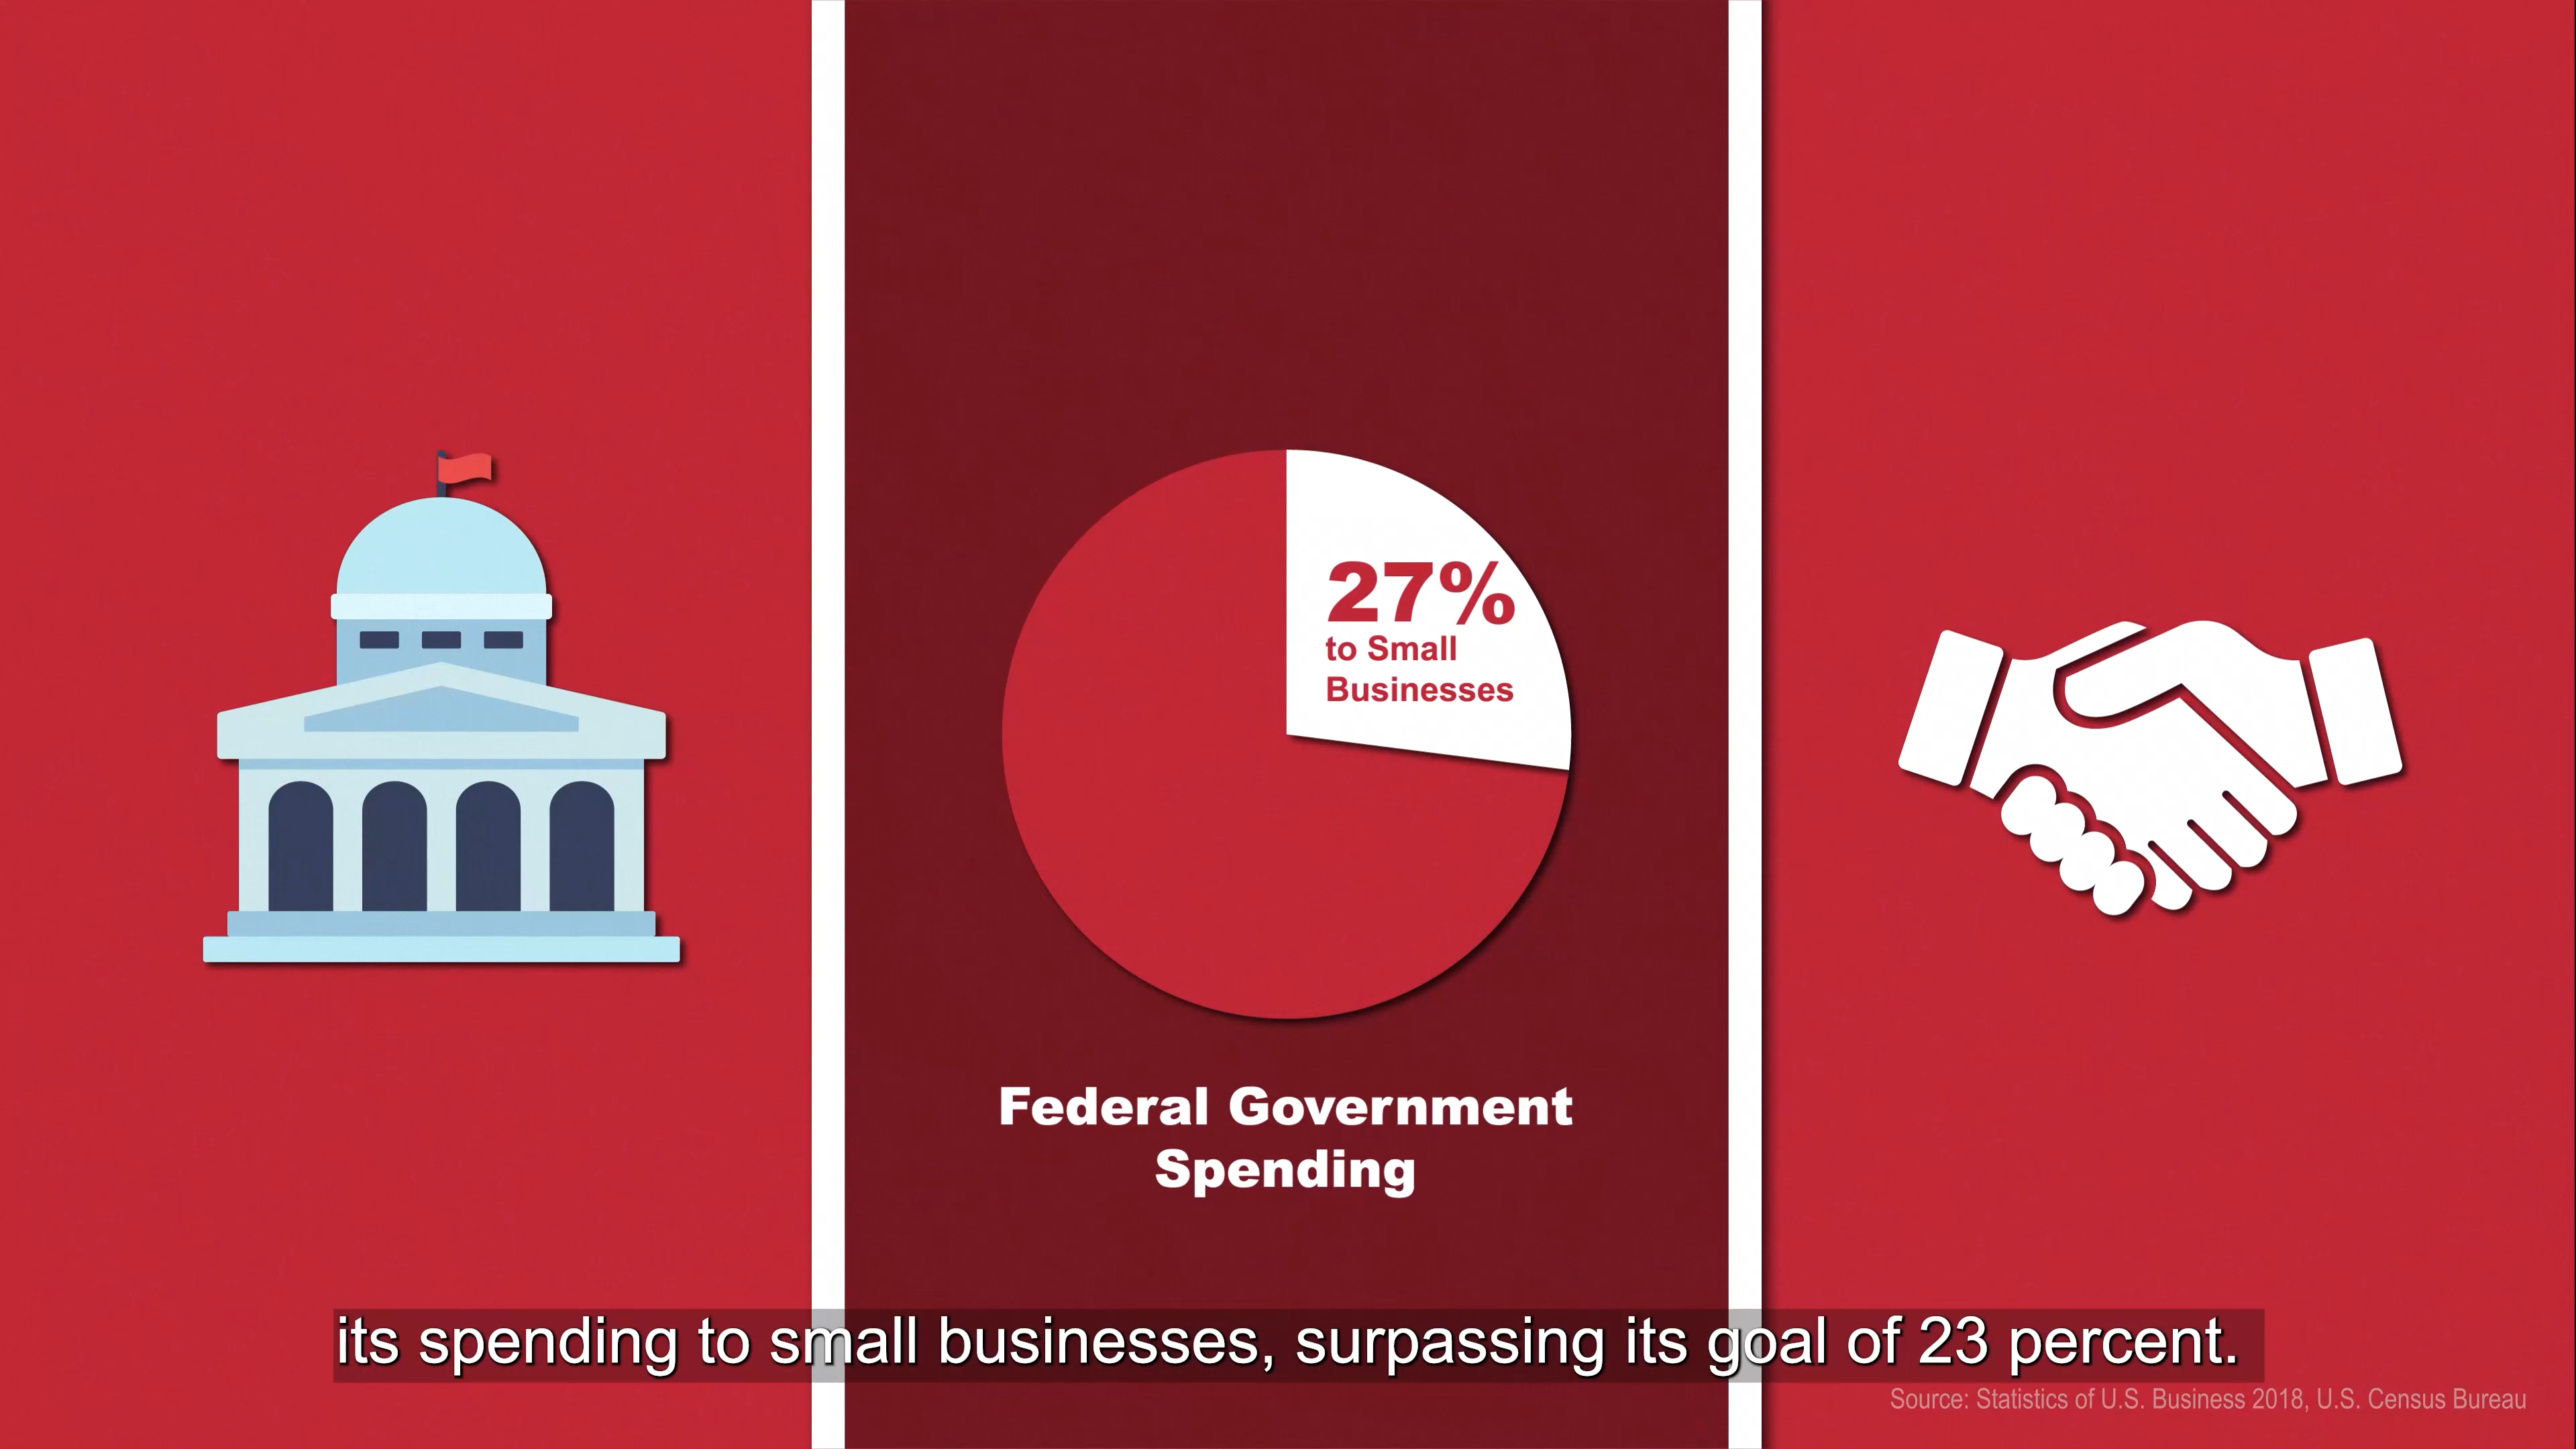 27%
to Small
Businesses
Federal Government
Spending
its spending to small businesses, surpassing its goal of 23 percent.
Source: Statistics of U.S. Business 2018, U.S. Census Bureau